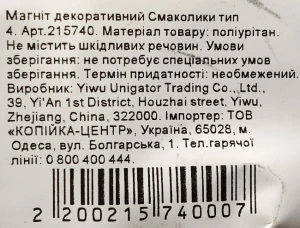 Магніт декоративний Смаколики тип
4. Арт.215740. Матеріал товару: поліурітан.
Не містить шкідливих речовин. Умови
зберігання: не потребує спеціальних умов
зберігання. Термін придатності: необмежений.
Виробник: Yiwu Unigator Trading Co., Ltd.,
39, Yi'An 1st District, Houzhai street, Yiwu,
Zhejiang, China, 322000. Імпортер: ТОВ
«КОПІЙКА-ЦЕНТР», Україна, 65028, м.
Одеса, вул. Болгарська, 1. Тел.гарячої
лінії: 0 800 400 444.
2 200215 740007